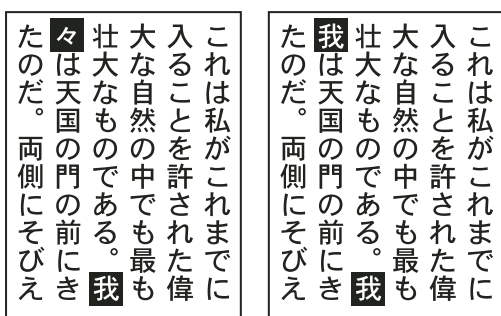 これは私がこれまでに
入ることを許された偉
大な自然の中でも最も
壮大なものである。我
々は天国の門の前にき
たのだ。両側にそびえ
これは私がこれまでに
入ることを許された偉
大な自然の中でも最も
壮大なものである。我
我は天国の門の前にき
たのだ。両側にそびえ